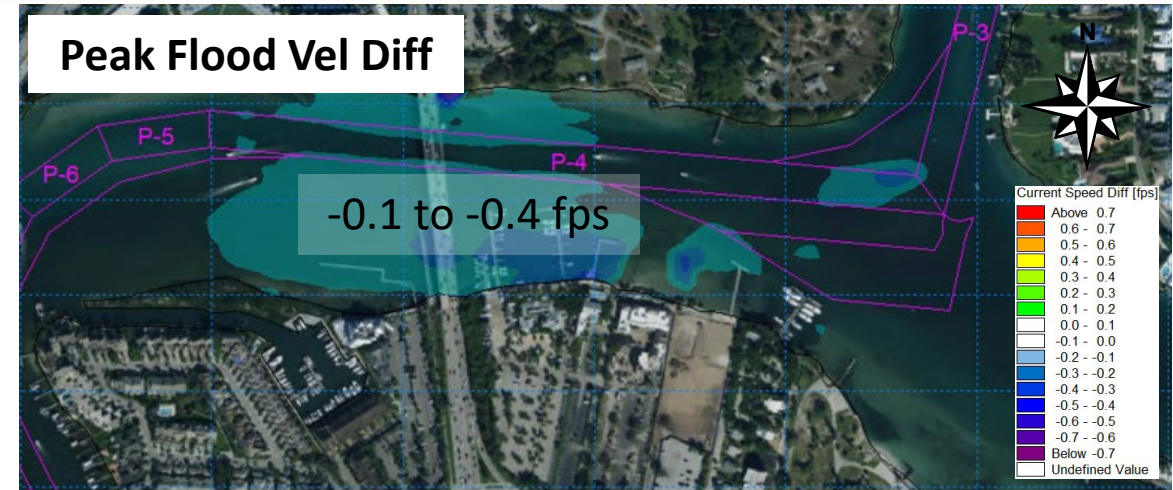 Peak Flood Vel Diff
P-3
N
P-5
P-4
P-6
-0.1 to -0.4 fps
Current Speed Diff [fps]
Above 0.7
0.6 - 0.7
0.5 - 0.6
0.4 - 0.5
0.3 - 0.4
0.2 - 0.3
0.1 - 0.2
0.0 - 0.1
-0.1 - 0.0
-0.2 - -0.1
-0.3 - -0.2
-0.4 - -0.3
-0.5 - -0.4
-0.6 - -0.5
-0.7 - -0.6
Below -0.7
Undefined Value